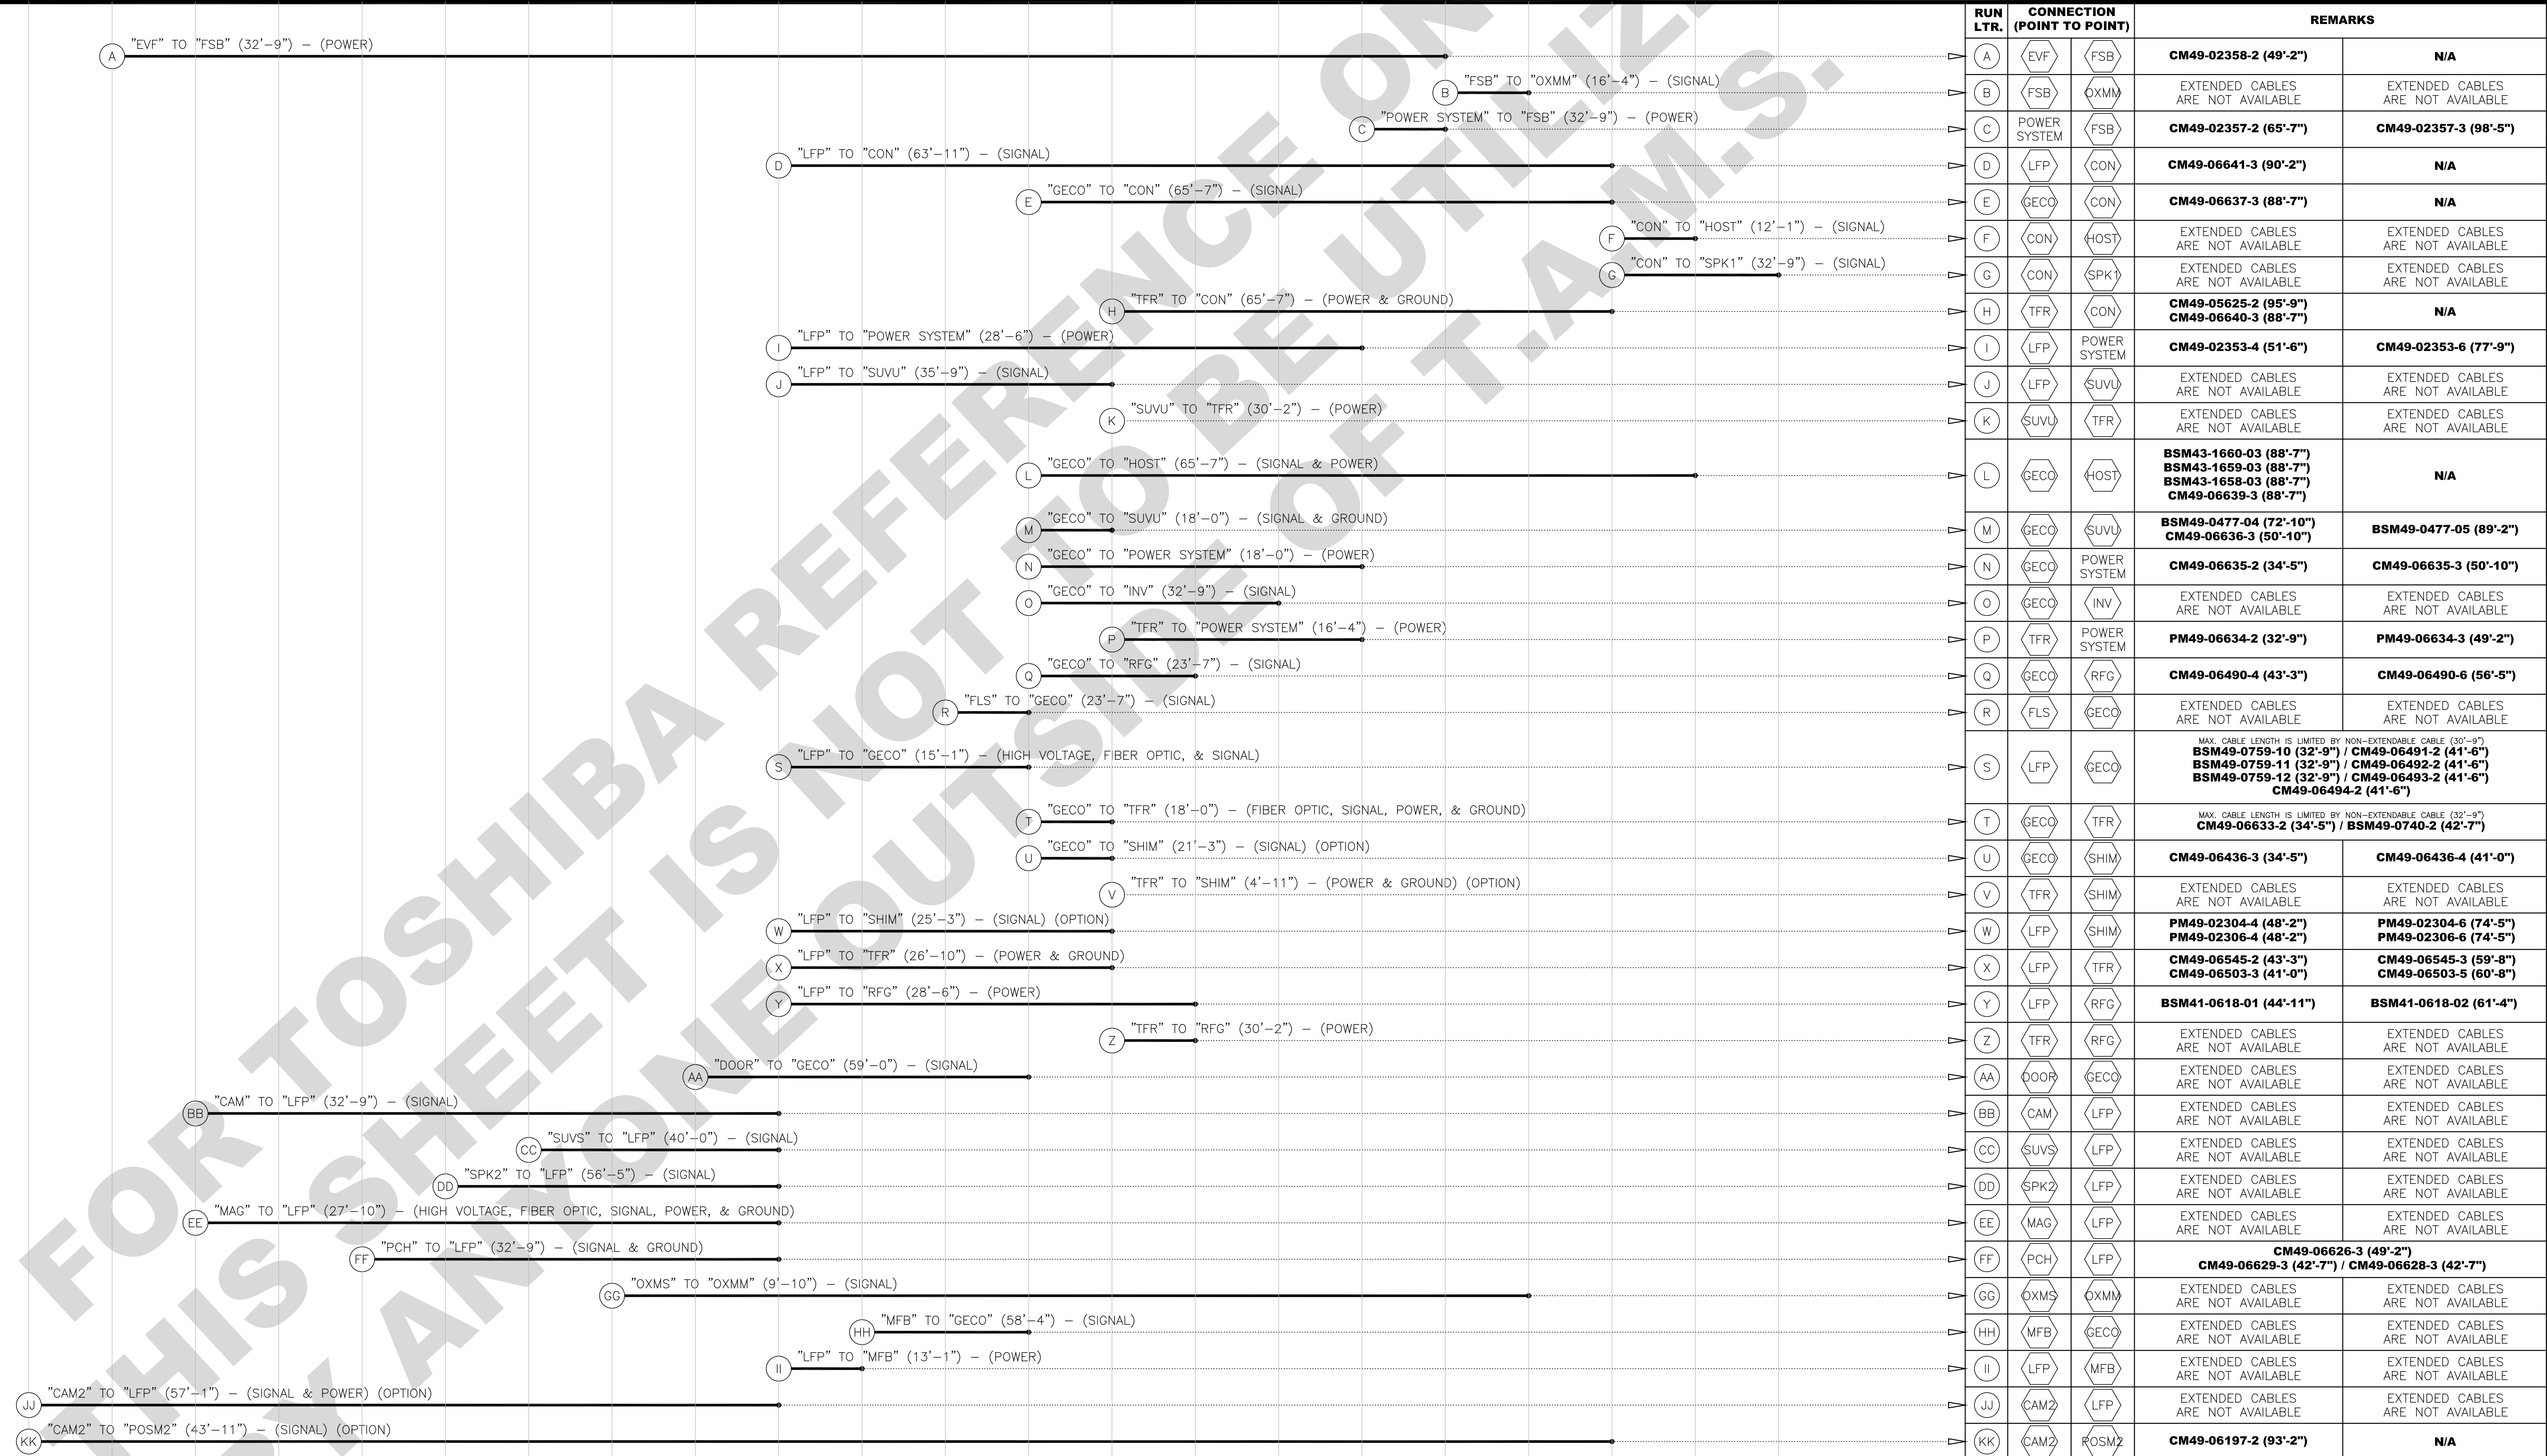 RUN LTR.
CONNECTION (POINT TO POINT)
REMARKS
"EVF" TO "FSB" (32'-9") – (POWER)
A
A EVF FSB CM49-02358-2 (49'-2") N/A
"FSB" TO "OXMM" (16'-4") – (SIGNAL)
B
B FSB OXMM EXTENDED CABLES ARE NOT AVAILABLE EXTENDED CABLES ARE NOT AVAILABLE
"POWER SYSTEM" TO "FSB" (32'-9") – (POWER)
C
C POWER SYSTEM FSB CM49-02357-2 (65'-7") CM49-02357-3 (98'-5")
"LFP" TO "CON" (63'-11") – (SIGNAL)
D
D LFP CON CM49-06641-3 (90'-2") N/A
"GECO" TO "CON" (65'-7") – (SIGNAL)
E
E GECO CON CM49-06637-3 (88'-7") N/A
"CON" TO "HOST" (12'-1") – (SIGNAL)
F
F CON HOST EXTENDED CABLES ARE NOT AVAILABLE EXTENDED CABLES ARE NOT AVAILABLE
"CON" TO "SPK1" (32'-9") – (SIGNAL)
G
G CON SPK1 EXTENDED CABLES ARE NOT AVAILABLE EXTENDED CABLES ARE NOT AVAILABLE
"TFR" TO "CON" (65'-7") – (POWER & GROUND)
H
H TFR CON CM49-05625-2 (95'-9") CM49-06640-3 (88'-7") N/A
"LFP" TO "POWER SYSTEM" (28'-6") – (POWER)
I
I LFP POWER SYSTEM CM49-02353-4 (51'-6") CM49-02353-6 (77'-9")
"LFP" TO "SUVU" (35'-9") – (SIGNAL)
J
J LFP SUVU EXTENDED CABLES ARE NOT AVAILABLE EXTENDED CABLES ARE NOT AVAILABLE
"SUVU" TO "TFR" (30'-2") – (POWER)
K
K SUVU TFR EXTENDED CABLES ARE NOT AVAILABLE EXTENDED CABLES ARE NOT AVAILABLE
"GECO" TO "HOST" (65'-7") – (SIGNAL & POWER)
L
L GECO HOST BSM43-1660-03 (88'-7") BSM43-1659-03 (88'-7") BSM43-1658-03 (88'-7") CM49-06639-3 (88'-7") N/A
"GECO" TO "SUVU" (18'-0") – (SIGNAL & GROUND)
M
M GECO SUVU BSM49-0477-04 (72'-10") CM49-06636-3 (50'-10") BSM49-0477-05 (89'-2")
"GECO" TO "POWER SYSTEM" (18'-0") – (POWER)
N
N GECO POWER SYSTEM CM49-06635-2 (34'-5") CM49-06635-3 (50'-10")
"GECO" TO "INV" (32'-9") – (SIGNAL)
O
O GECO INV EXTENDED CABLES ARE NOT AVAILABLE EXTENDED CABLES ARE NOT AVAILABLE
"TFR" TO "POWER SYSTEM" (16'-4") – (POWER)
P
P TFR POWER SYSTEM PM49-06634-2 (32'-9") PM49-06634-3 (49'-2")
"GECO" TO "RFG" (23'-7") – (SIGNAL)
Q
Q GECO RFG CM49-06490-4 (43'-3") CM49-06490-6 (56'-5")
"FLS" TO "GECO" (23'-7") – (SIGNAL)
R
R FLS GECO EXTENDED CABLES ARE NOT AVAILABLE EXTENDED CABLES ARE NOT AVAILABLE
"LFP" TO "GECO" (15'-1") – (HIGH VOLTAGE, FIBER OPTIC, & SIGNAL)
S
S LFP GECO MAX. CABLE LENGTH IS LIMITED BY NON-EXTENDABLE CABLE (30'-9")
BSM49-0759-10 (32'-9") / CM49-06491-2 (41'-6")
BSM49-0759-11 (32'-9") / CM49-06492-2 (41'-6")
BSM49-0759-12 (32'-9") / CM49-06493-2 (41'-6")
CM49-06494-2 (41'-6")
"GECO" TO "TFR" (18'-0") – (FIBER OPTIC, SIGNAL, POWER, & GROUND)
T
T GECO TFR MAX. CABLE LENGTH IS LIMITED BY NON-EXTENDABLE CABLE (32'-9")
CM49-06633-2 (34'-5") / BSM49-0740-2 (42'-7")
"GECO" TO "SHIM" (21'-3") – (SIGNAL) (OPTION)
U
U GECO SHIM CM49-06436-3 (34'-5") CM49-06436-4 (41'-0")
"TFR" TO "SHIM" (4'-11") – (POWER & GROUND) (OPTION)
V
V TFR SHIM EXTENDED CABLES ARE NOT AVAILABLE EXTENDED CABLES ARE NOT AVAILABLE
"LFP" TO "SHIM" (25'-3") – (SIGNAL) (OPTION)
W
W LFP SHIM PM49-02304-4 (48'-2") PM49-02306-4 (48'-2") PM49-02304-6 (74'-5") PM49-02306-6 (74'-5")
"LFP" TO "TFR" (26'-10") – (POWER & GROUND)
X
X LFP TFR CM49-06545-2 (43'-3") CM49-06503-3 (41'-0") CM49-06545-3 (59'-8") CM49-06503-5 (60'-8")
"LFP" TO "RFG" (28'-6") – (POWER)
Y
Y LFP RFG BSM41-0618-01 (44'-11") BSM41-0618-02 (61'-4")
"TFR" TO "RFG" (30'-2") – (POWER)
Z
Z TFR RFG EXTENDED CABLES ARE NOT AVAILABLE EXTENDED CABLES ARE NOT AVAILABLE
"DOOR" TO "GECO" (59'-0") – (SIGNAL)
AA
AA DOOR GECO EXTENDED CABLES ARE NOT AVAILABLE EXTENDED CABLES ARE NOT AVAILABLE
"CAM" TO "LFP" (32'-9") – (SIGNAL)
BB
BB CAM LFP EXTENDED CABLES ARE NOT AVAILABLE EXTENDED CABLES ARE NOT AVAILABLE
"SUVS" TO "LFP" (40'-0") – (SIGNAL)
CC
CC SUVS LFP EXTENDED CABLES ARE NOT AVAILABLE EXTENDED CABLES ARE NOT AVAILABLE
"SPK2" TO "LFP" (56'-5") – (SIGNAL)
DD
DD SPK2 LFP EXTENDED CABLES ARE NOT AVAILABLE EXTENDED CABLES ARE NOT AVAILABLE
"MAG" TO "LFP" (27'-10") – (HIGH VOLTAGE, FIBER OPTIC, SIGNAL, POWER, & GROUND)
EE
EE MAG LFP EXTENDED CABLES ARE NOT AVAILABLE EXTENDED CABLES ARE NOT AVAILABLE
"PCH" TO "LFP" (32'-9") – (SIGNAL & GROUND)
FF
FF PCH LFP CM49-06626-3 (49'-2")
CM49-06629-3 (42'-7") / CM49-06628-3 (42'-7")
"OXMS" TO "OXMM" (9'-10") – (SIGNAL)
GG
GG OXMS OXMM EXTENDED CABLES ARE NOT AVAILABLE EXTENDED CABLES ARE NOT AVAILABLE
"MFB" TO "GECO" (58'-4") – (SIGNAL)
HH
HH MFB GECO EXTENDED CABLES ARE NOT AVAILABLE EXTENDED CABLES ARE NOT AVAILABLE
"LFP" TO "MFB" (13'-1") – (POWER)
II
II LFP MFB EXTENDED CABLES ARE NOT AVAILABLE EXTENDED CABLES ARE NOT AVAILABLE
"CAM2" TO "LFP" (57'-1") – (SIGNAL & POWER) (OPTION)
JJ
JJ CAM2 LFP EXTENDED CABLES ARE NOT AVAILABLE EXTENDED CABLES ARE NOT AVAILABLE
"CAM2" TO "POSM2" (43'-11") – (SIGNAL) (OPTION)
KK
KK CAM2 POSM2 CM49-06197-2 (93'-2") N/A
FOR TOSHIBA REFERENCE ON
THIS SHEET IS NOT TO BE UTILIZ
BY ANYONE OUTSIDE OF T.A.M.S.